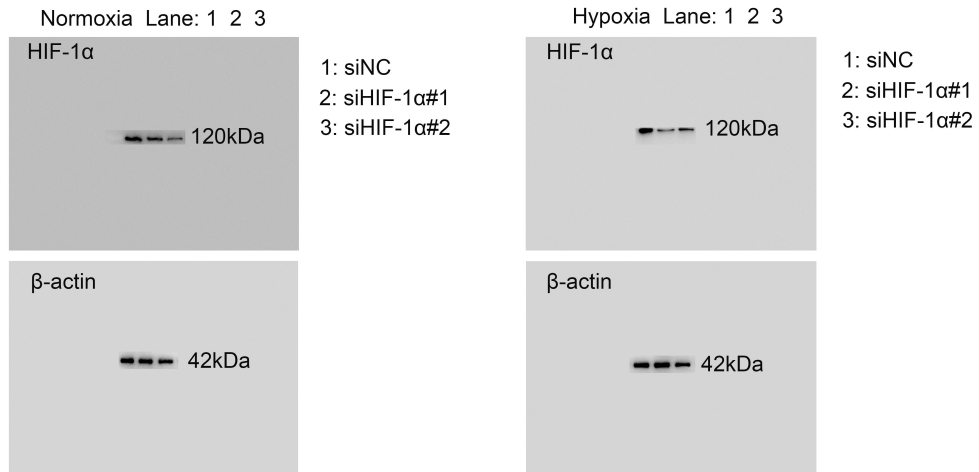 Normoxia Lane: 1 2 3
HIF-1α
120kDa
1: siNC
2: siHIF-1α#1
3: siHIF-1α#2
β-actin
42kDa
Hypoxia Lane: 1 2 3
HIF-1α
120kDa
1: siNC
2: siHIF-1α#1
3: siHIF-1α#2
β-actin
42kDa